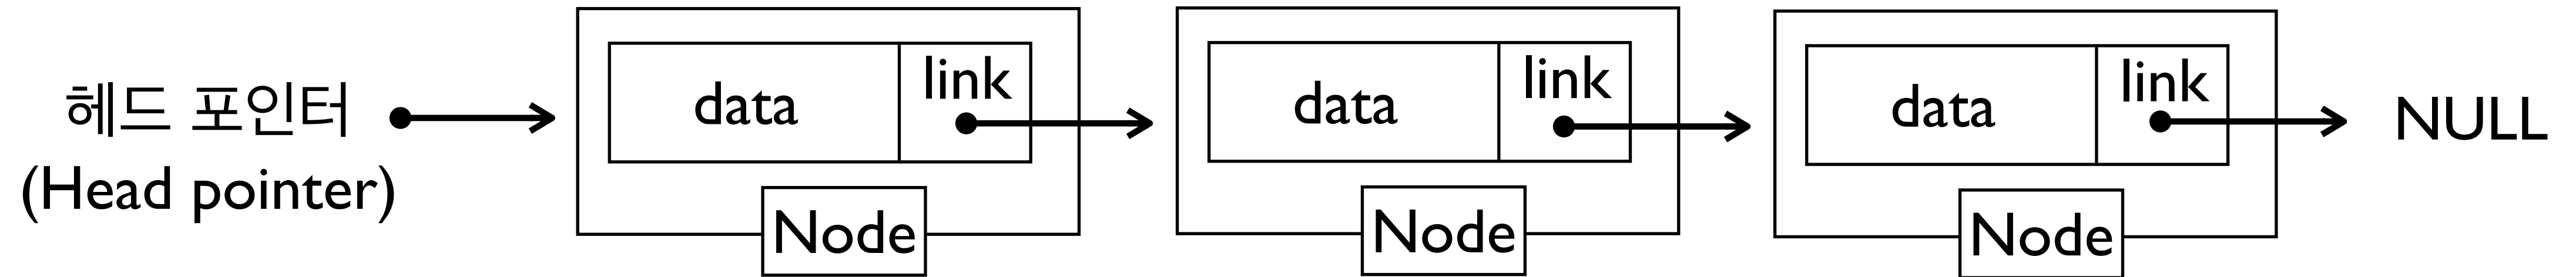 헤드 포인터
(Head pointer)
data
link
Node
data
link
Node
data
link
Node
NULL